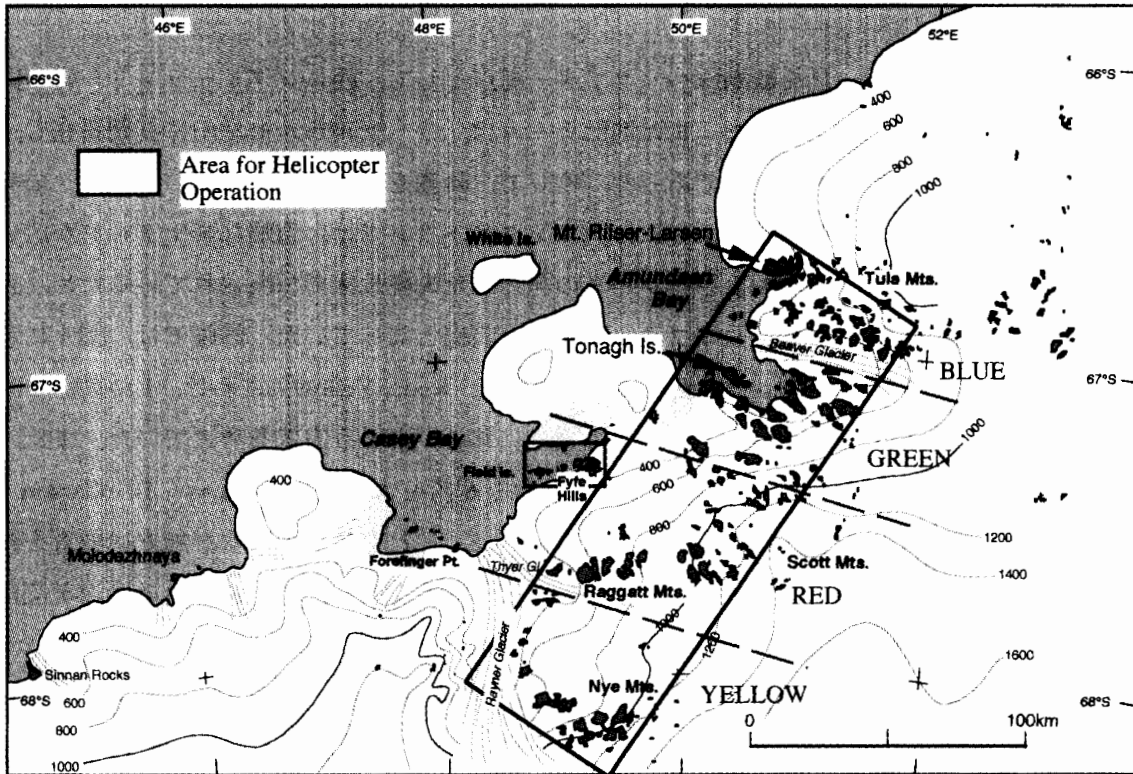 46°E
48°E
50°E
52°E
66°S
66°S
400
600
800
1000
Area for Helicopter
Operation
Mt. Riiser-Larsen
White Is.
Amundsen
Bay
Tula Mts.
Tonagh Is.
Beaver Glacier
BLUE
67°S
67°S
Casey Bay
1000
GREEN
Field Is.
Fyfe
Hills
400
600
400
800
1200
Molodezhnaya
Forefinger Pt.
Thyer Gl.
Scott Mts.
1400
Raggatt Mts.
RED
1000
400
1200
1600
Sinnan Rocks
Rayner Glacier
Nye Mts.
YELLOW
68°S
600
68°S
800
0
100km
1000